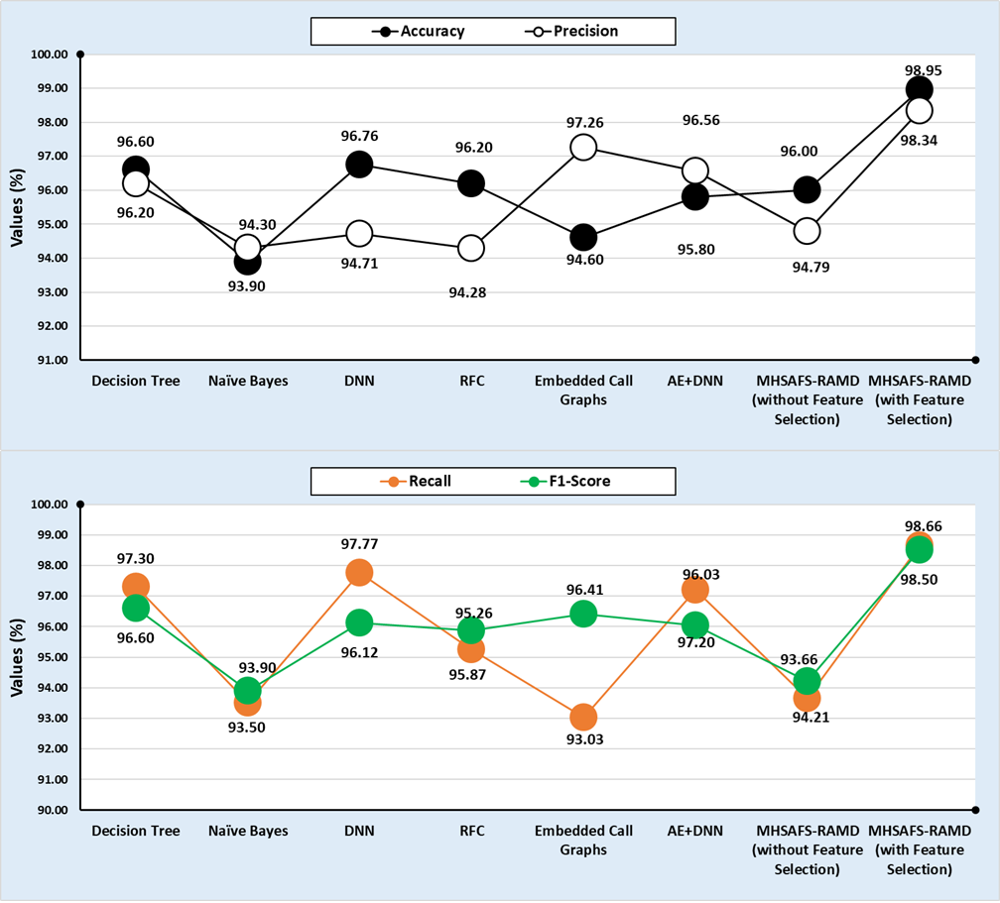 Accuracy Precision
Values (%)
100.00
99.00
98.00
97.00
96.00
95.00
94.00
93.00
92.00
91.00
96.60
96.20
94.30
93.90
96.76
94.71
96.20
94.28
97.26
94.60
96.56
95.80
96.00
94.79
98.95
98.34
Decision Tree
Naïve Bayes
DNN
RFC
Embedded Call
Graphs
AE+DNN
MHSAFS-RAMD
(without Feature
Selection)
MHSAFS-RAMD
(with Feature
Selection)
Recall F1-Score
Values (%)
100.00
99.00
98.00
97.00
96.00
95.00
94.00
93.00
92.00
91.00
90.00
97.30
96.60
93.90
93.50
97.77
96.12
95.26
95.87
96.41
93.03
96.03
97.20
93.66
94.21
98.66
98.50
Decision Tree
Naïve Bayes
DNN
RFC
Embedded Call
Graphs
AE+DNN
MHSAFS-RAMD
(without Feature
Selection)
MHSAFS-RAMD
(with Feature
Selection)